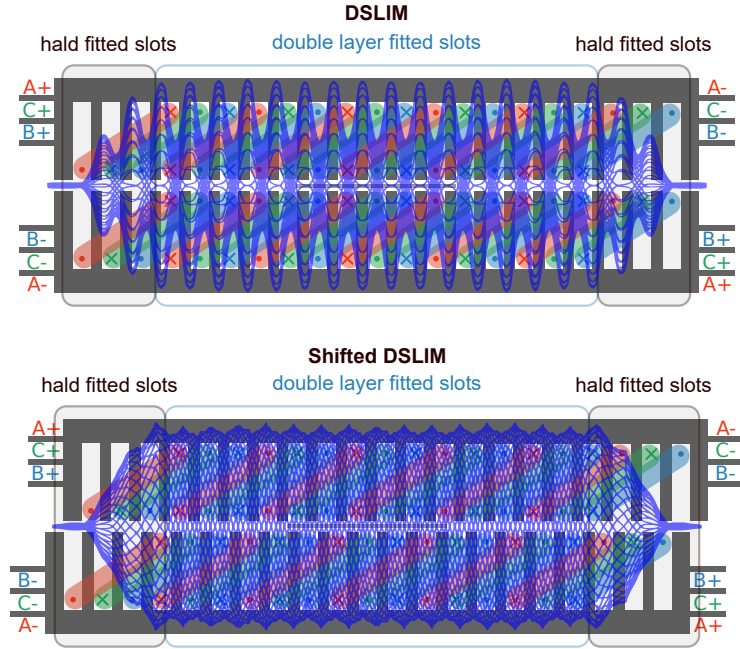 DSLIM
hald fitted slots
double layer fitted slots
hald fitted slots
A+
C+
B+
A-
C-
B-
B-
C-
A-
B+
C+
A+
Shifted DSLIM
hald fitted slots
double layer fitted slots
hald fitted slots
A+
C+
B+
A-
C-
B-
B-
C-
A-
B+
C+
A+